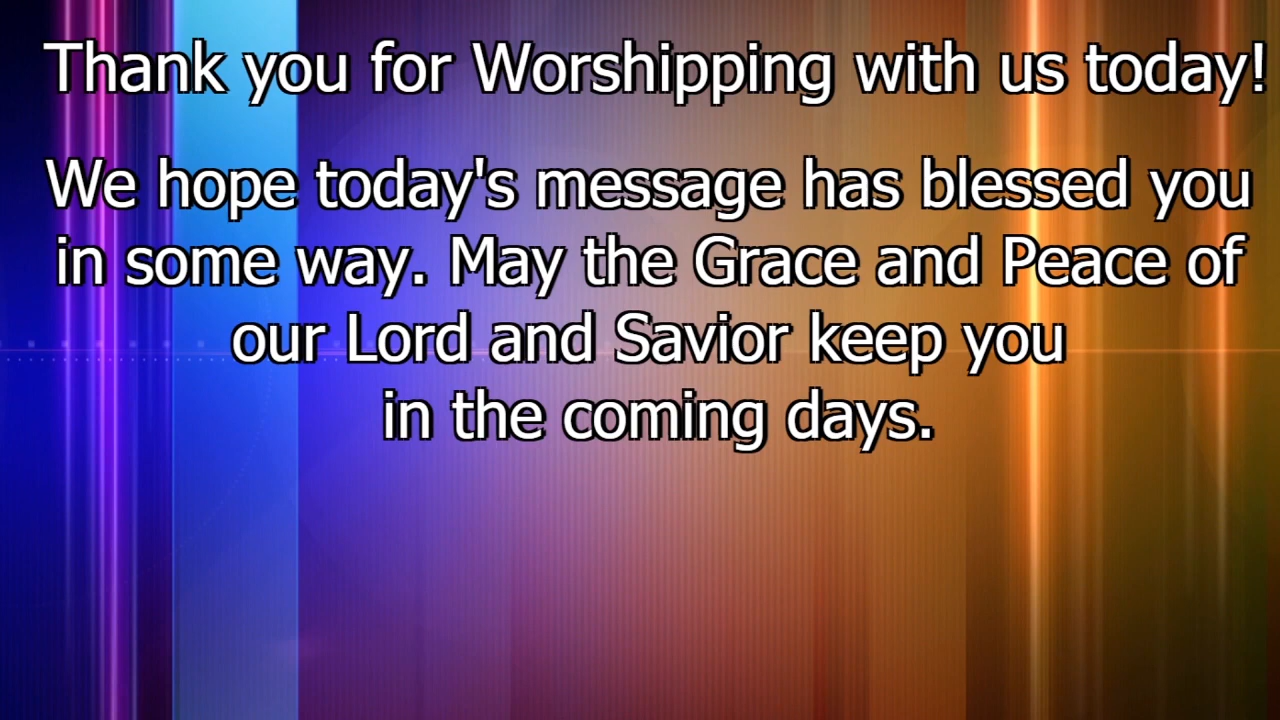 Thank you for Worshipping with us today!
We hope today's message has blessed you
in some way. May the Grace and Peace of
our Lord and Savior keep you
in the coming days.